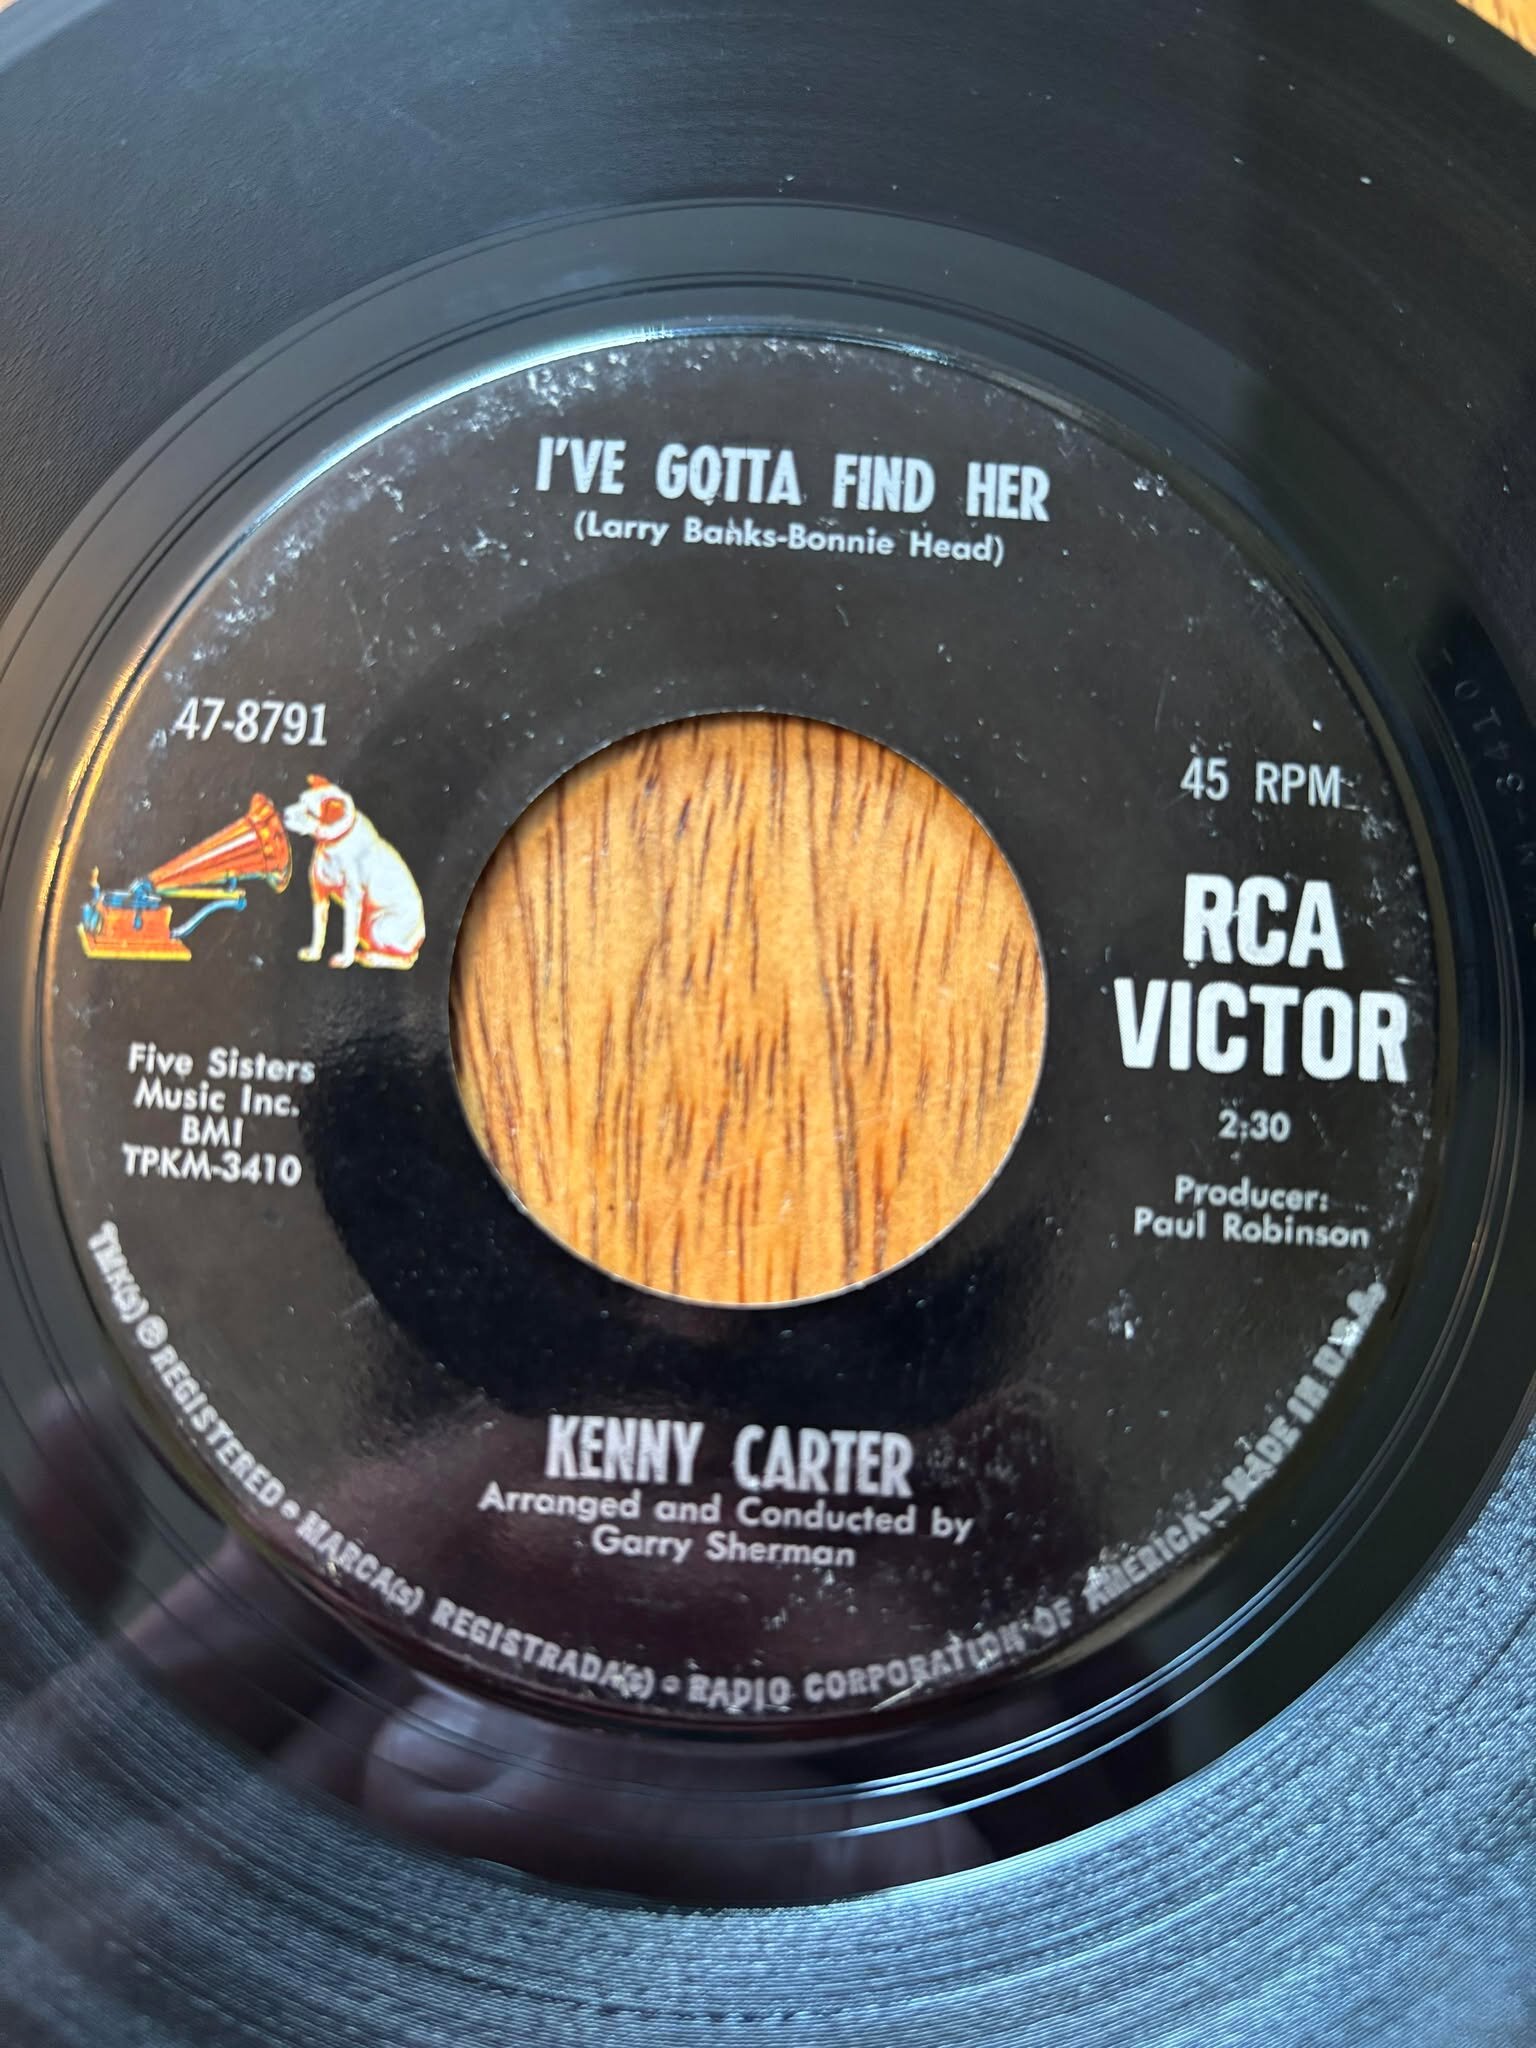 I'VE GOTTA FIND HER
(Larry Banks-Bonnie Head)
47-8791
45 RPM
RCA
VICTOR
Five Sisters
Music Inc.
BMI
TPKM-3410
2:30
Producer:
Paul Robinson
KENNY CARTER
Arranged and Conducted by
Garry Sherman
TMK(s) ® REGISTERED • MARCA(s) REGISTRADA(s) • RADIO CORPORATION OF AMERICA—MADE IN U.S.A.